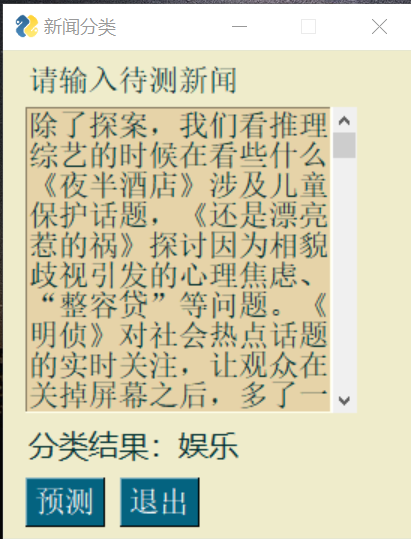 新闻分类
请输入待测新闻
除了探案，我们看推理
综艺的时候在看些什么
《夜半酒店》涉及儿童
保护话题，《还是漂亮
惹的祸》探讨因为相貌
歧视引发的心理焦虑、
“整容贷”等问题。《
明侦》对社会热点话题
的实时关注，让观众在
关掉屏幕之后，多了一
分类结果：娱乐
预测 退出